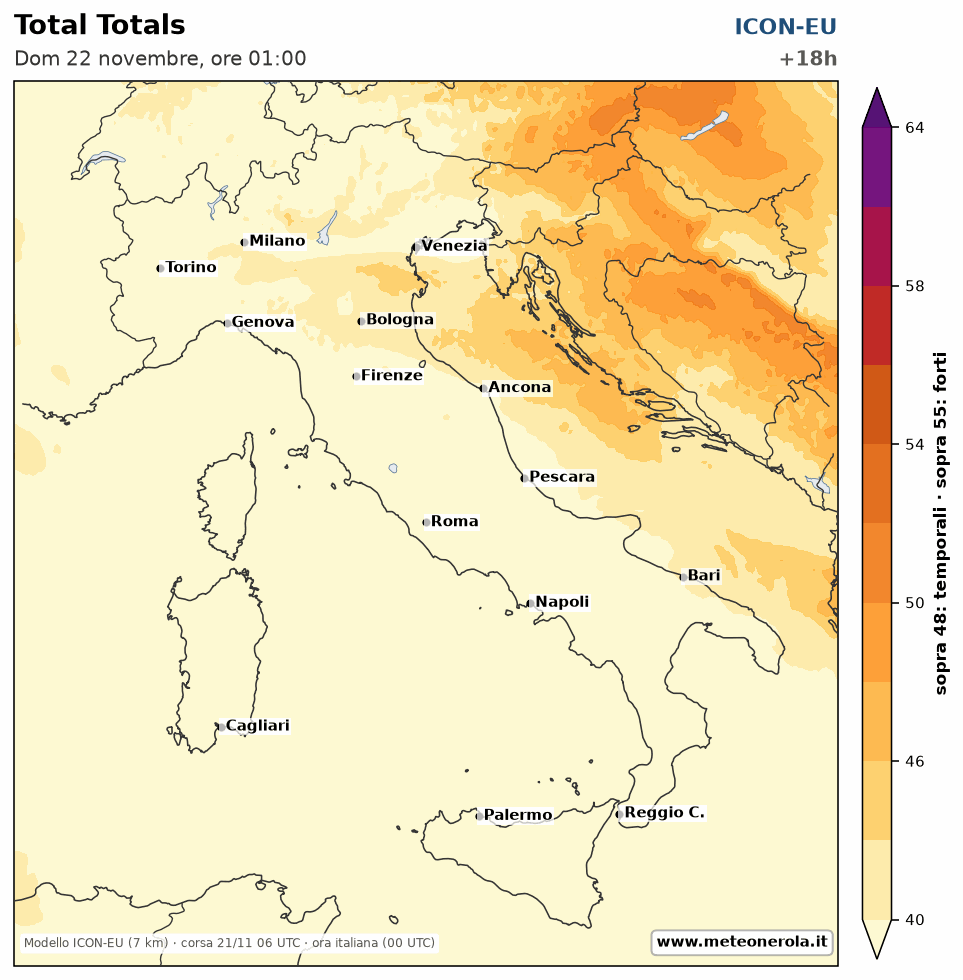 Total Totals
ICON-EU
Dom 22 novembre, ore 01:00
+18h
Milano
Venezia
Torino
Genova
Bologna
Firenze
Ancona
Pescara
Roma
Bari
Napoli
Cagliari
Palermo
Reggio C.
64
58
54
50
46
40
sopra 48: temporali · sopra 55: forti
Modello ICON-EU (7 km) · corsa 21/11 06 UTC · ora italiana (00 UTC)
www.meteonerola.it